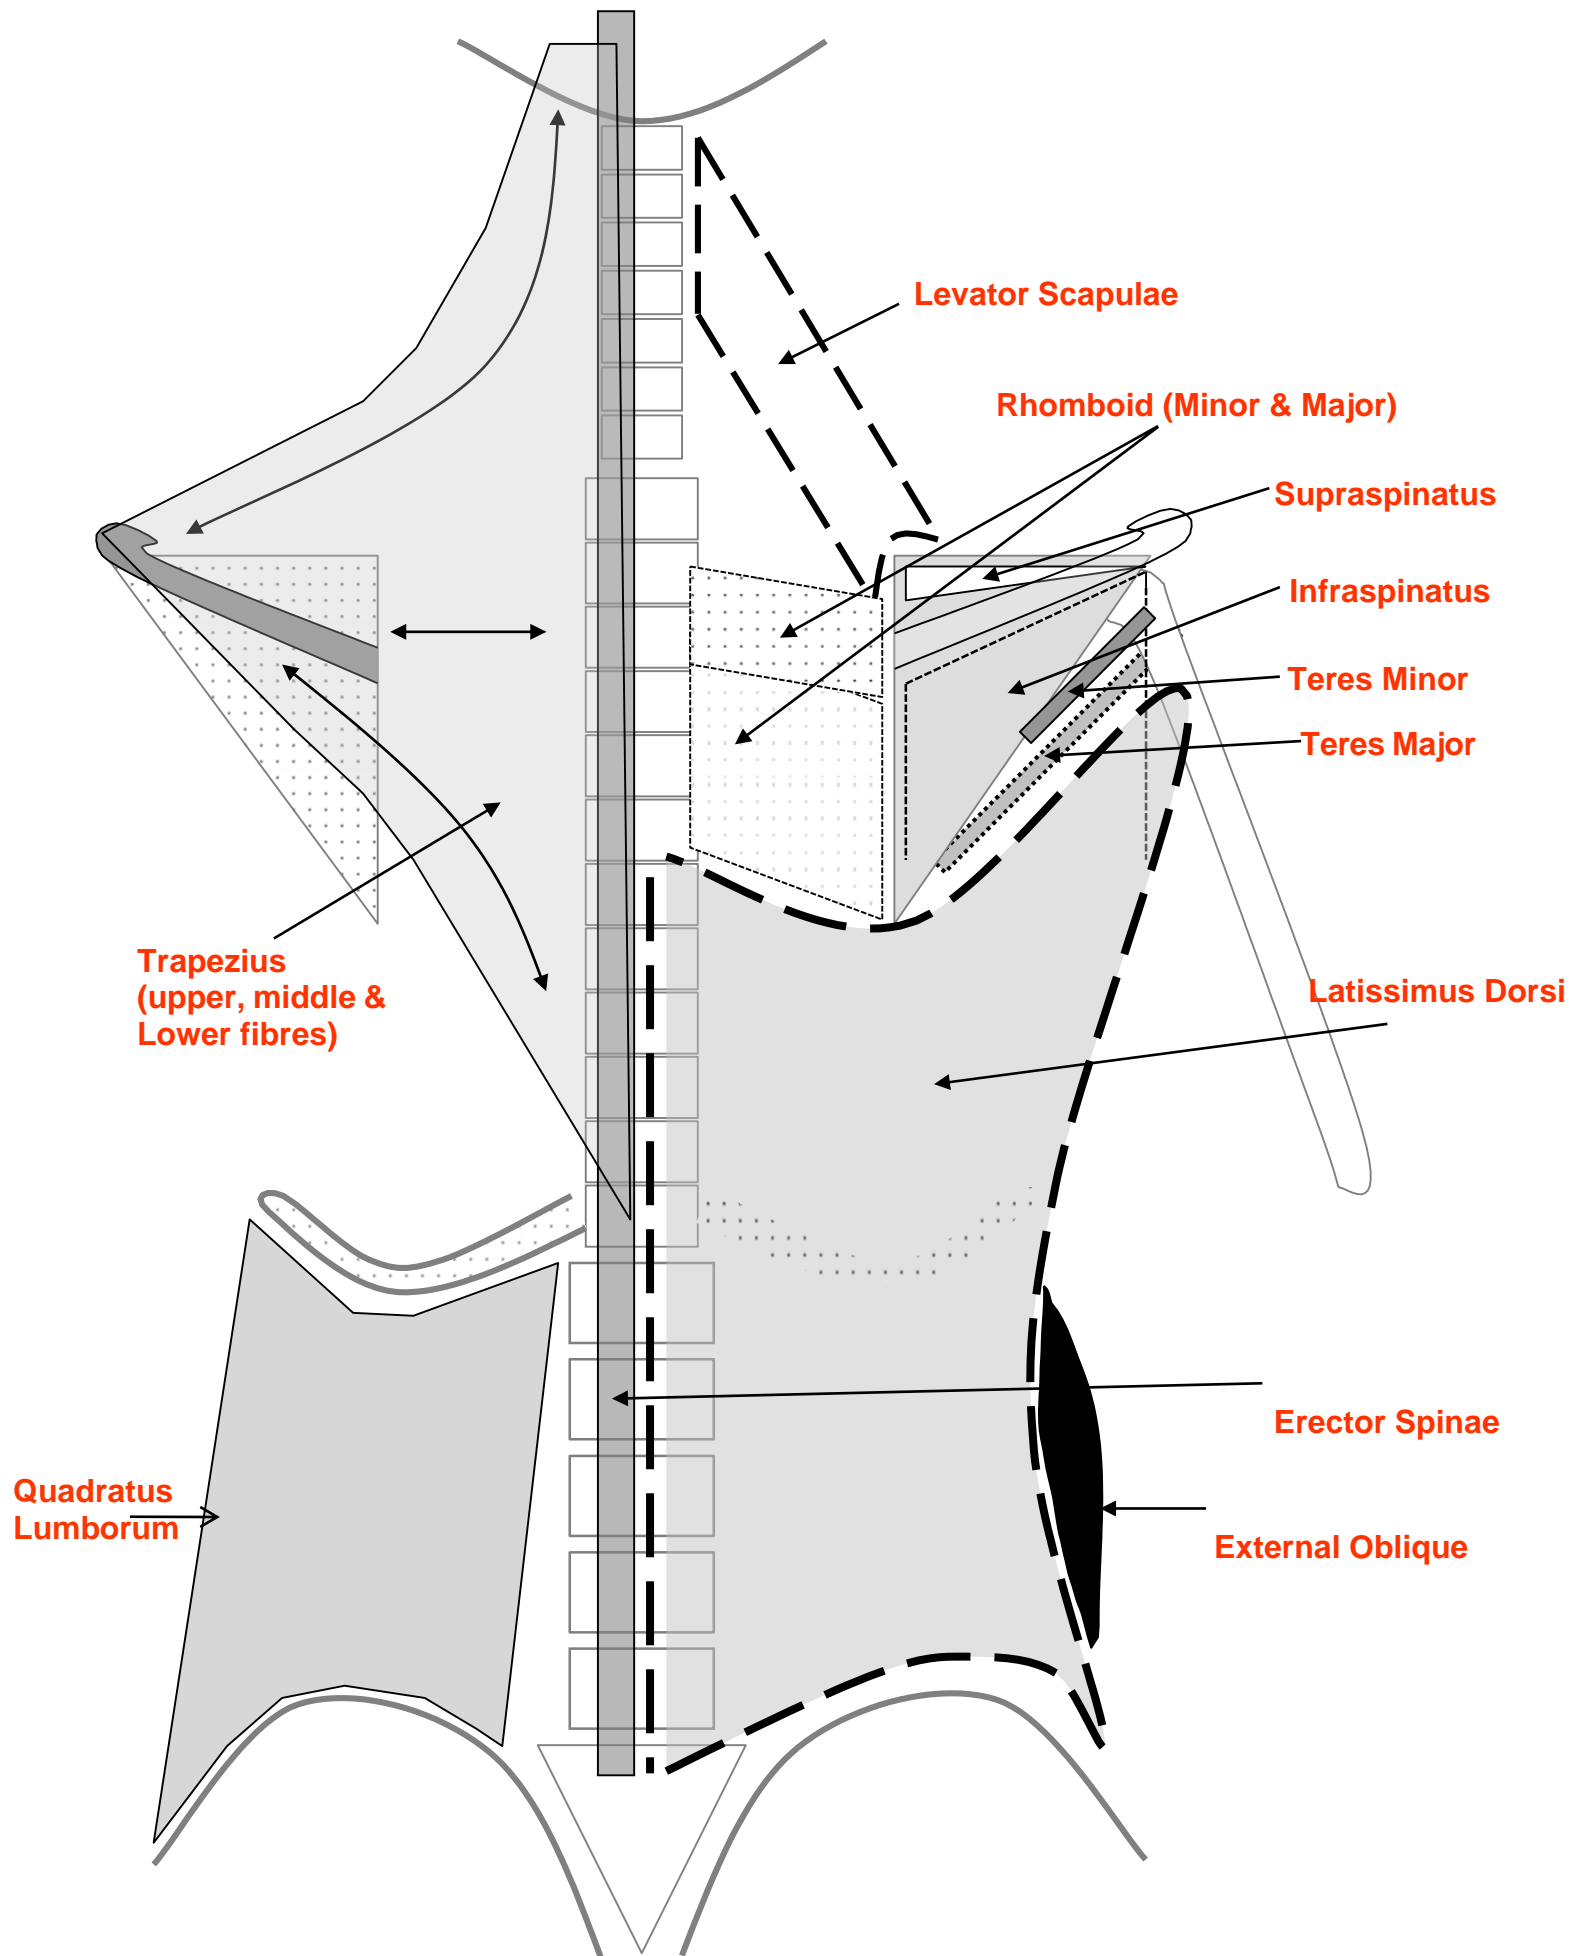 Levator Scapulae
Rhomboid (Minor & Major)
Supraspinatus
Infraspinatus
Teres Minor
Teres Major
Trapezius
(upper, middle &
Lower fibres)
Latissimus Dorsi
Erector Spinae
Quadratus
Lumborum
External Oblique